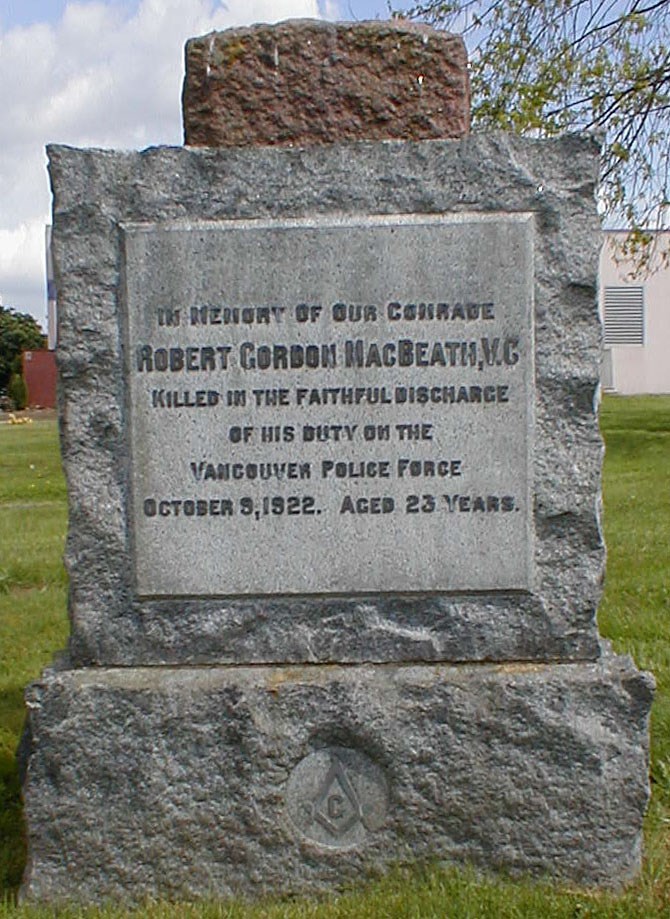 In Memory Of Our Comrade
Robert Gordon MacBeath, V.C
Killed in the faithful discharge
of his duty on the
Vancouver Police Force
October 9, 1922. Aged 23 Years.
G